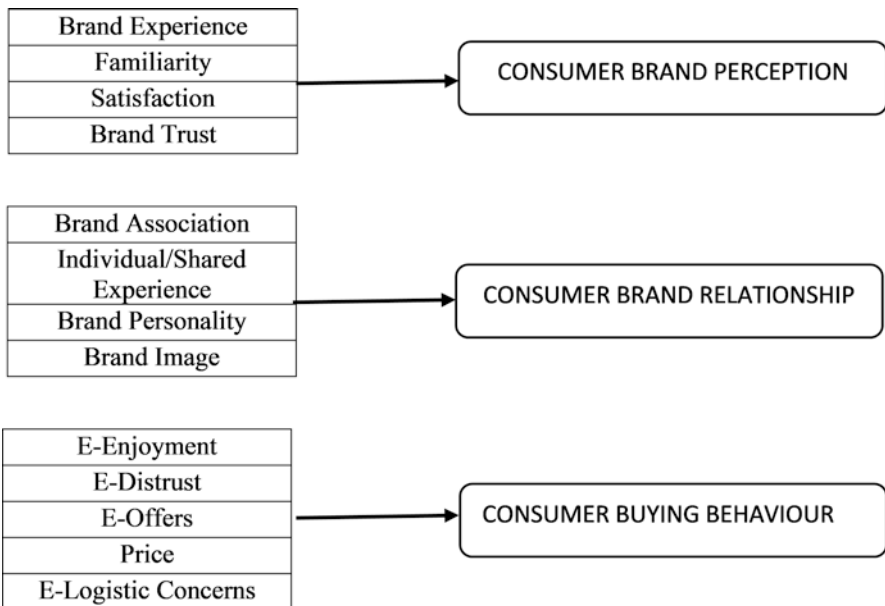 Brand Experience
Familiarity
Satisfaction
Brand Trust
CONSUMER BRAND PERCEPTION
Brand Association
Individual/Shared
Experience
Brand Personality
Brand Image
CONSUMER BRAND RELATIONSHIP
E-Enjoyment
E-Distrust
E-Offers
Price
E-Logistic Concerns
CONSUMER BUYING BEHAVIOUR